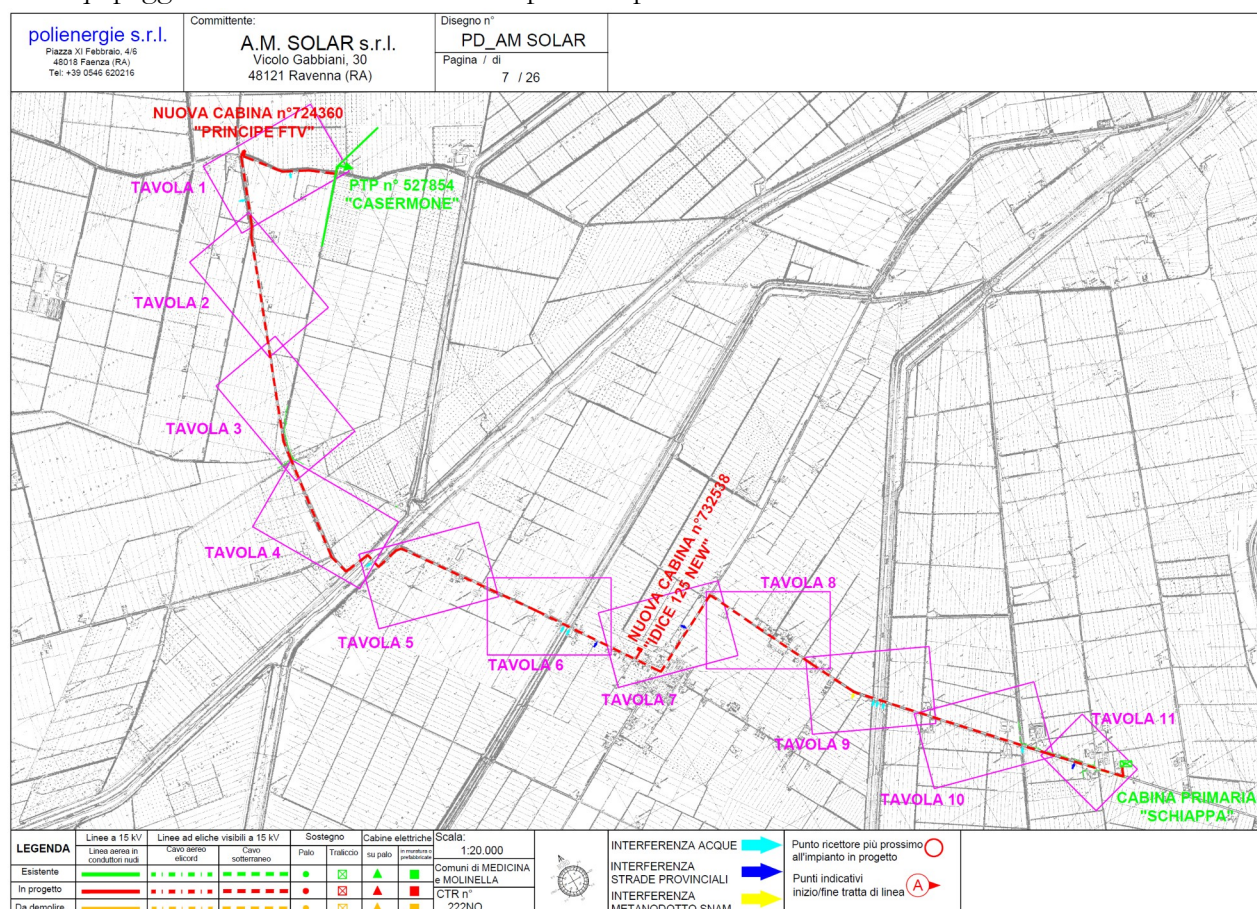 polienergie s.r.l.
Piazza XI Febbraio, 4/6
48018 Faenza (RA)
Tel: +39 0546 620216
Committente:
A.M. SOLAR s.r.l.
Vicolo Gabbiani, 30
48121 Ravenna (RA)
Disegno n°
PD_AM SOLAR
Pagina / di
7 / 26
NUOVA CABINA n°724360
"PRINCIPE FTV"
TAVOLA 1
PTP n° 527854
"CASERMONE"
TAVOLA 2
TAVOLA 3
TAVOLA 4
TAVOLA 5
TAVOLA 6
NUOVA CABINA n°732538
"IDICE 125 NEW"
TAVOLA 7
TAVOLA 8
TAVOLA 9
TAVOLA 10
TAVOLA 11
CABINA PRIMARIA
"SCHIAPPA"
LEGENDA
Linee a 15 kV
Linea aerea in
conduttori nudi
Linee ad eliche visibili a 15 kV
Cavo aereo
elicord
Cavo
sotterraneo
Sostegno
Palo
Traliccio
Cabine elettriche
su palo
in muratura o
prefabbricate
Esistente
In progetto
Da demolire
Scala:
1:20.000
Comuni di MEDICINA
e MOLINELLA
CTR n°
222NO
INTERFERENZA ACQUE
INTERFERENZA
STRADE PROVINCIALI
INTERFERENZA
METANODOTTO SNAM
Punto ricettore più prossimo
all'impianto in progetto
Punti indicativi
inizio/fine tratta di linea
A